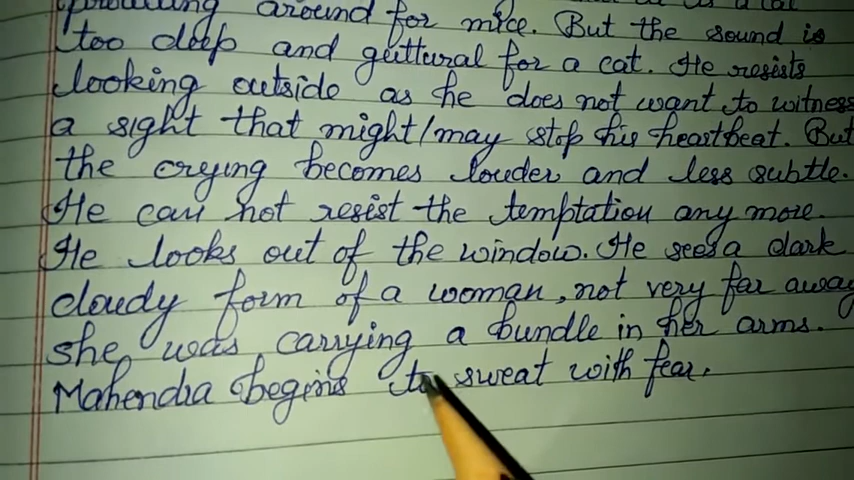 prowling around for mice. But the sound is
too deep and guttural for a cat. He resists
looking outside as he does not want to witness
a sight that might/may stop his heartbeat. But
the crying becomes louder and less subtle.
He can not resist the temptation any more.
He looks out of the window. He sees a dark
cloudy form of a woman, not very far away
she was carrying a bundle in her arms.
Mahendra begins to sweat with fear.